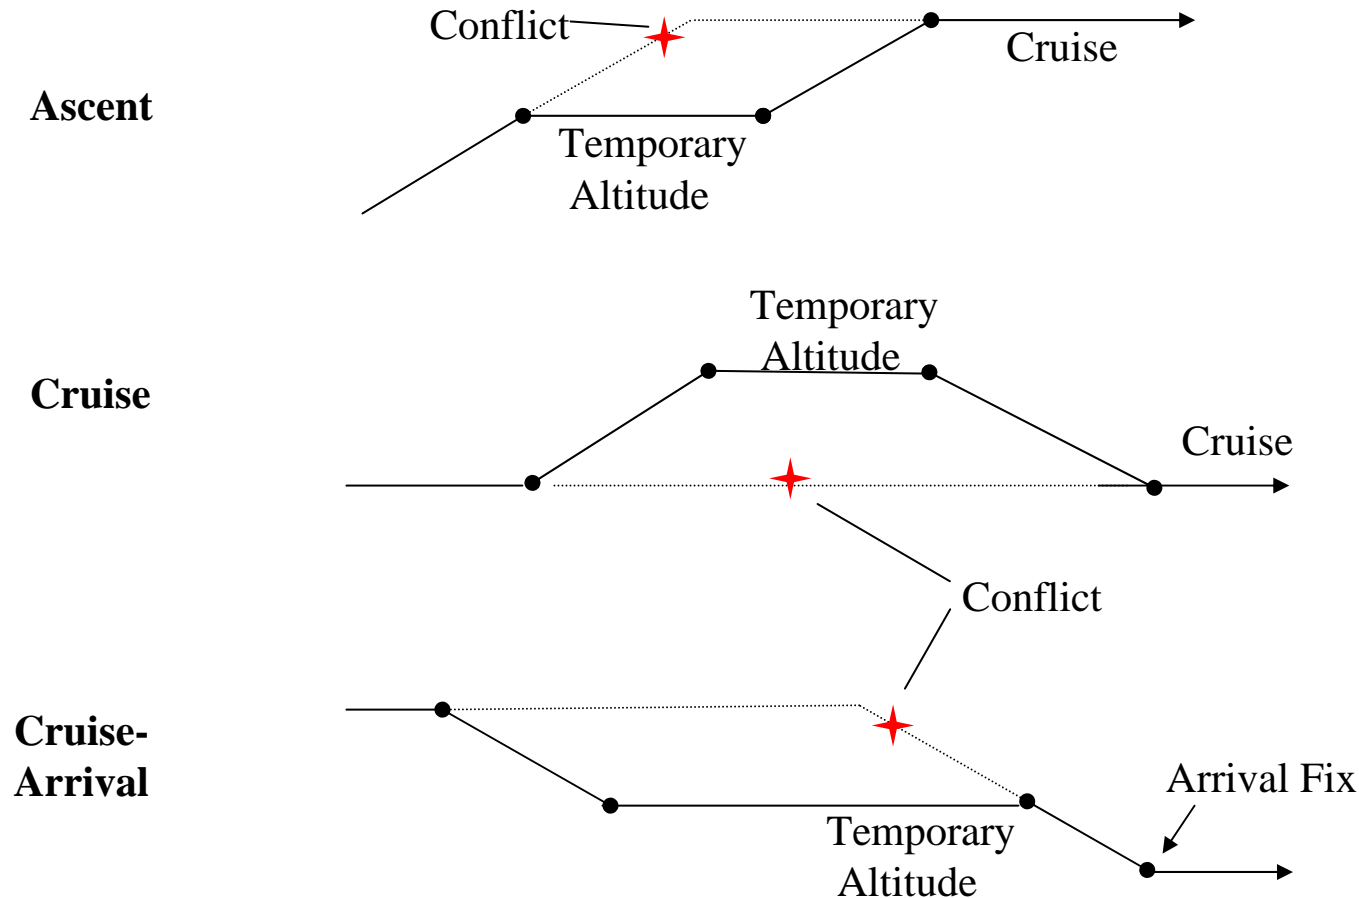 Conflict
Cruise
Ascent
Temporary
Altitude
Temporary
Altitude
Cruise
Cruise
Conflict
Cruise-
Arrival
Arrival Fix
Temporary
Altitude